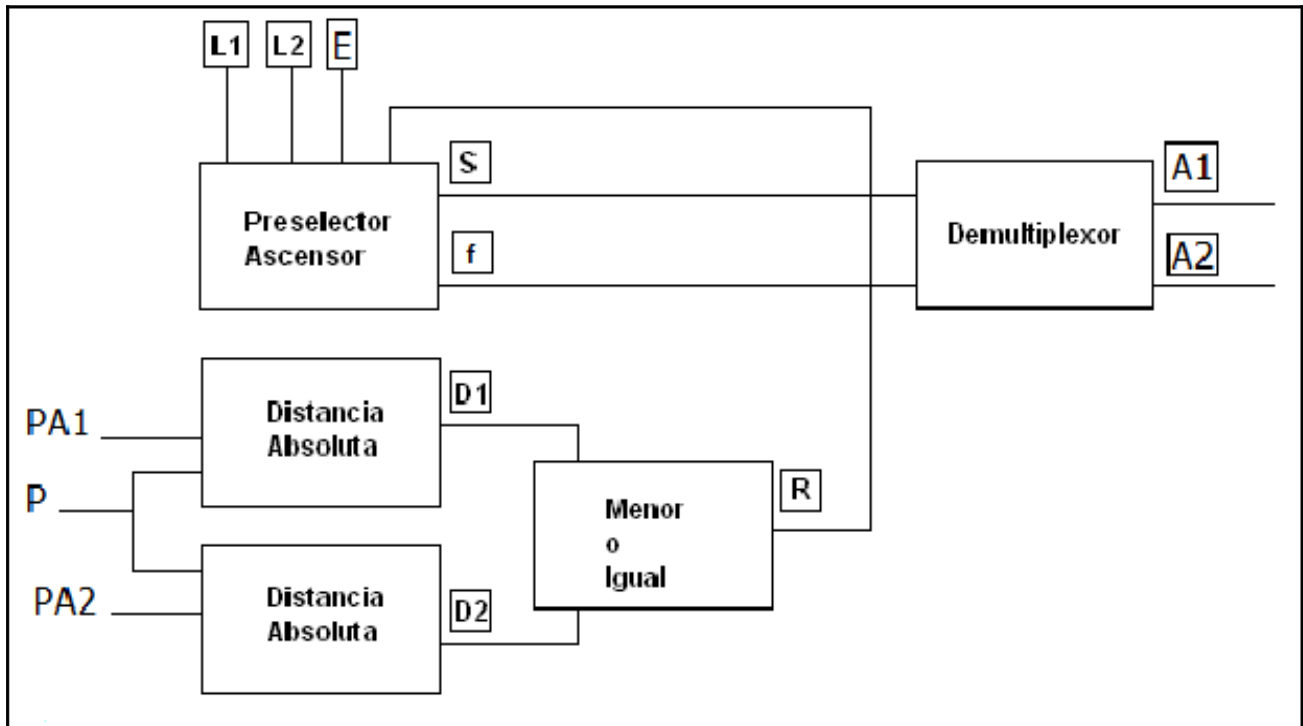 L1
L2
E
S
f
Preselector
Ascensor
Demultiplexor
A1
A2
PA1
P
PA2
Distancia
Absoluta
D1
Distancia
Absoluta
D2
Menor
o
Igual
R